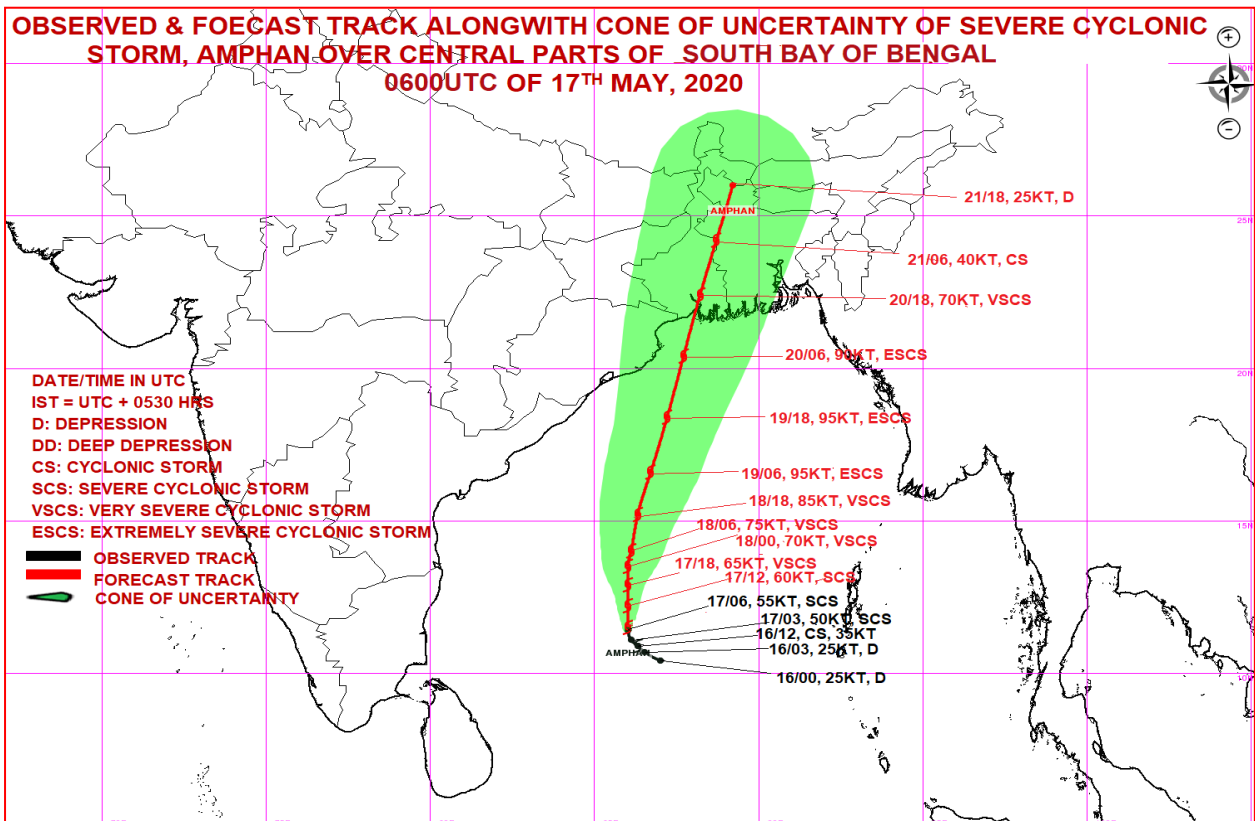 OBSERVED & FOECAST TRACK ALONGWITH CONE OF UNCERTAINTY OF SEVERE CYCLONIC
STORM, AMPHAN OVER CENTRAL PARTS OF SOUTH BAY OF BENGAL
0600UTC OF 17TH MAY, 2020
21/18, 25KT, D
AMPHAN
25N
21/06, 40KT, CS
20/18, 70KT, VSCS
20/06, 90KT, ESCS
20N
19/18, 95KT, ESCS
19/06, 95KT, ESCS
18/18, 85KT, VSCS
15N
18/06, 75KT, VSCS
18/00, 70KT, VSCS
17/18, 65KT, VSCS
17/12, 60KT, SCS
17/06, 55KT, SCS
17/03, 50KT, SCS
16/12, CS, 35KT
16/03, 25KT, D
AMPHAN
16/00, 25KT, D
10N
DATE/TIME IN UTC
IST = UTC + 0530 HRS
D: DEPRESSION
DD: DEEP DEPRESSION
CS: CYCLONIC STORM
SCS: SEVERE CYCLONIC STORM
VSCS: VERY SEVERE CYCLONIC STORM
ESCS: EXTREMELY SEVERE CYCLONIC STORM
OBSERVED TRACK
FORECAST TRACK
CONE OF UNCERTAINTY